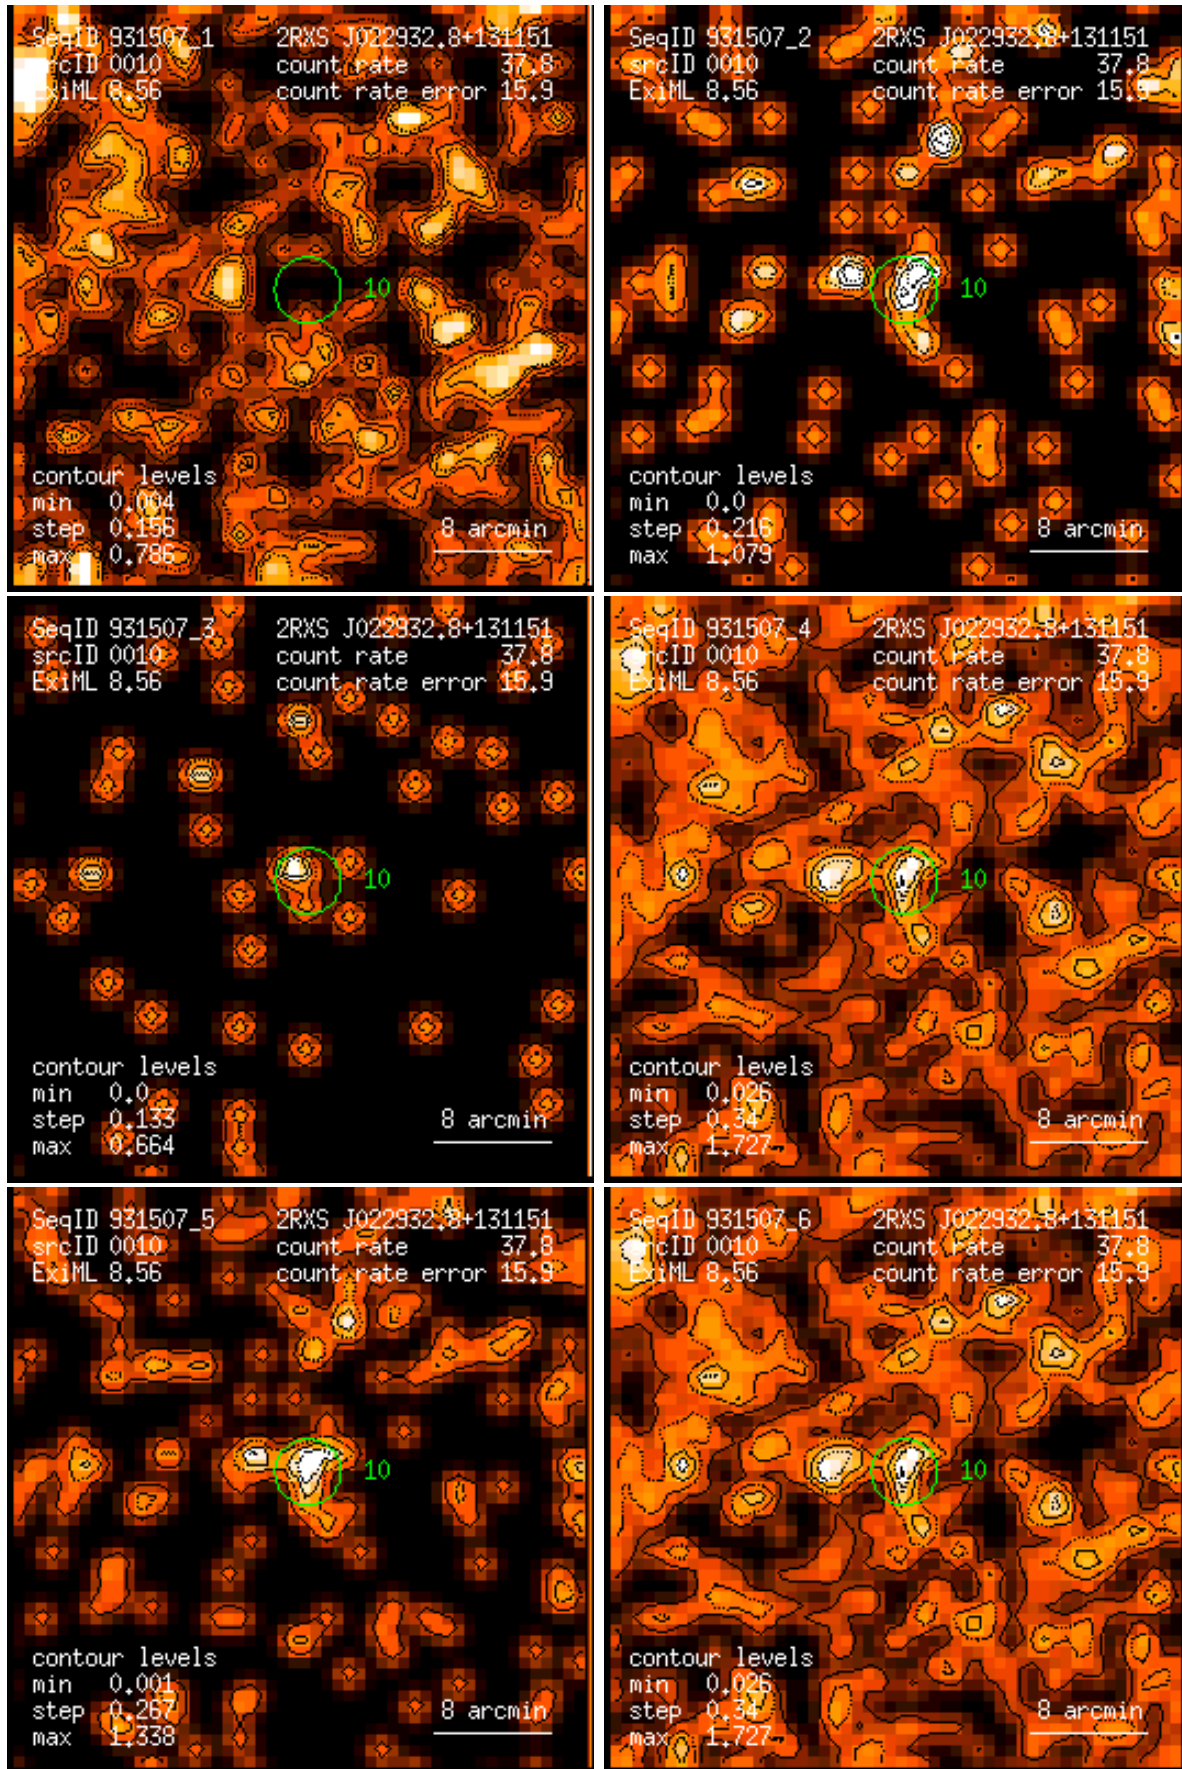 SeqID 931507_1 2RXS J022932.8+131151
srcID 0010 count rate 37.8
ExiML 8.56 count rate error 15.9
10
contour levels
min 0.004
step 0.156 8 arcmin
max 0.786
SeqID 931507_2 2RXS J022932.8+131151
srcID 0010 count rate 37.8
ExiML 8.56 count rate error 15.9
10
contour levels
min 0.0
step 0.216 8 arcmin
max 1.079
SeqID 931507_3 2RXS J022932.8+131151
srcID 0010 count rate 37.8
ExiML 8.56 count rate error 15.9
10
contour levels
min 0.0
step 0.133 8 arcmin
max 0.664
SeqID 931507_4 2RXS J022932.8+131151
srcID 0010 count rate 37.8
ExiML 8.56 count rate error 15.9
10
contour levels
min 0.026
step 0.34 8 arcmin
max 1.727
SeqID 931507_5 2RXS J022932.8+131151
srcID 0010 count rate 37.8
ExiML 8.56 count rate error 15.9
10
contour levels
min 0.001
step 0.267 8 arcmin
max 1.338
SeqID 931507_6 2RXS J022932.8+131151
srcID 0010 count rate 37.8
ExiML 8.56 count rate error 15.9
10
contour levels
min 0.026
step 0.34 8 arcmin
max 1.727